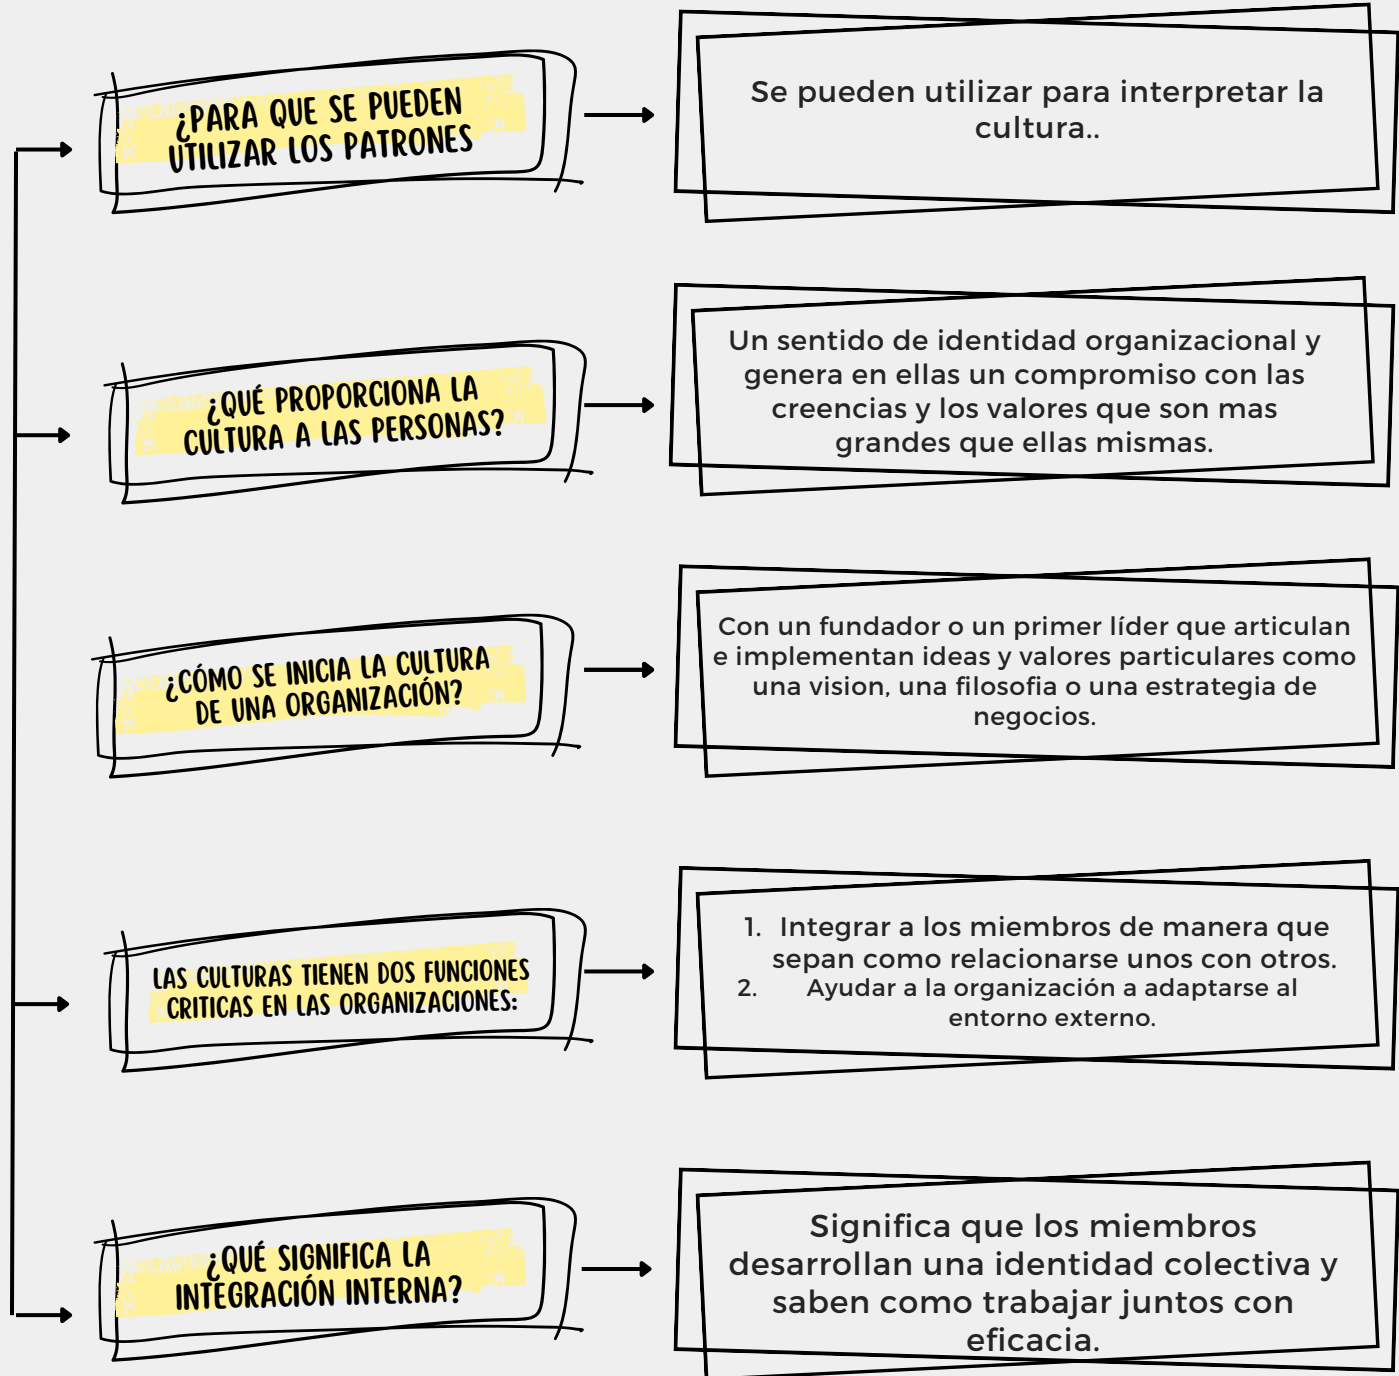 ¿PARA QUE SE PUEDEN
UTILIZAR LOS PATRONES
Se pueden utilizar para interpretar la
cultura..
¿QUÉ PROPORCIONA LA
CULTURA A LAS PERSONAS?
Un sentido de identidad organizacional y
genera en ellas un compromiso con las
creencias y los valores que son mas
grandes que ellas mismas.
¿CÓMO SE INICIA LA CULTURA
DE UNA ORGANIZACIÓN?
Con un fundador o un primer líder que articulan
e implementan ideas y valores particulares como
una vision, una filosofia o una estrategia de
negocios.
LAS CULTURAS TIENEN DOS FUNCIONES
CRITICAS EN LAS ORGANIZACIONES:
1. Integrar a los miembros de manera que
sepan como relacionarse unos con otros.
2. Ayudar a la organización a adaptarse al
entorno externo.
¿QUÉ SIGNIFICA LA
INTEGRACIÓN INTERNA?
Significa que los miembros
desarrollan una identidad colectiva y
saben como trabajar juntos con
eficacia.